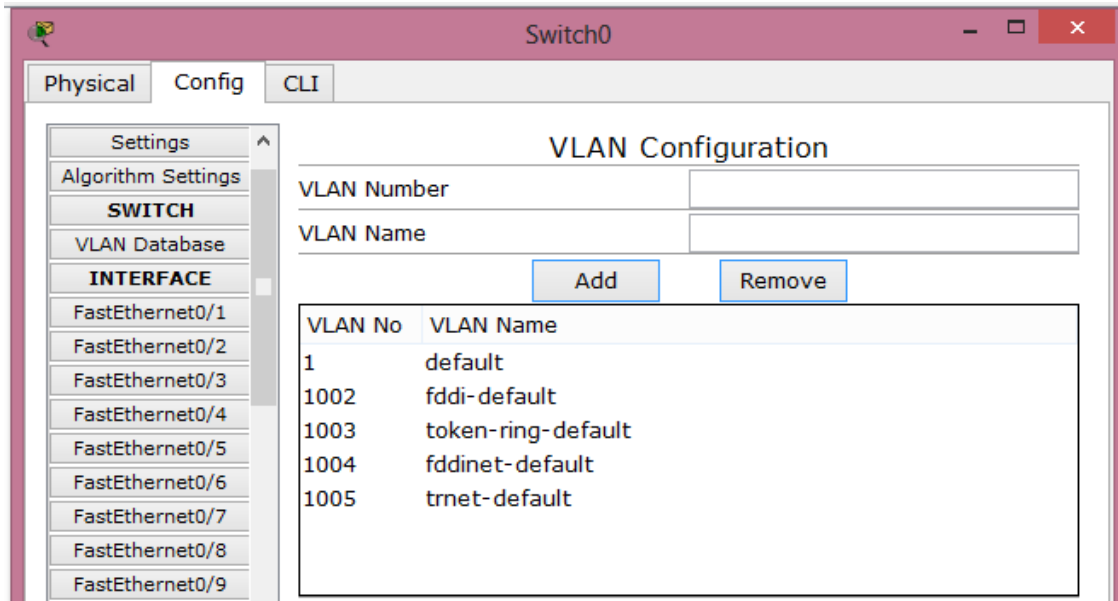 Switch0
Physical Config CLI
Settings
Algorithm Settings
SWITCH
VLAN Database
INTERFACE
FastEthernet0/1
FastEthernet0/2
FastEthernet0/3
FastEthernet0/4
FastEthernet0/5
FastEthernet0/6
FastEthernet0/7
FastEthernet0/8
FastEthernet0/9
VLAN Configuration
VLAN Number
VLAN Name
Add Remove
VLAN No VLAN Name
1 default
1002 fddi-default
1003 token-ring-default
1004 fddinet-default
1005 trnet-default